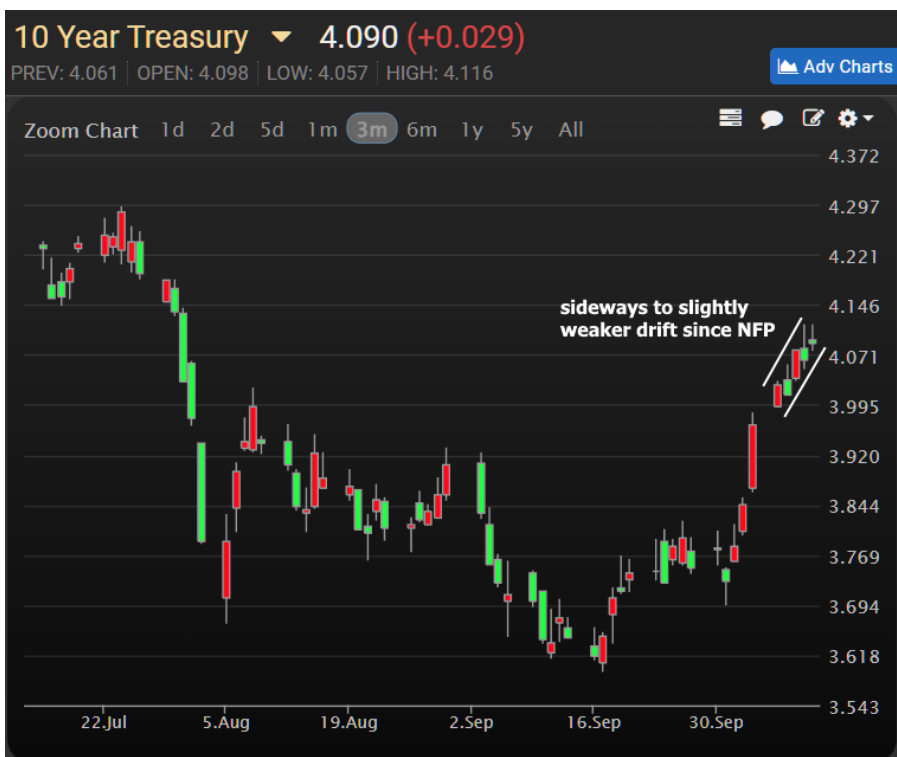 10 Year Treasury 4.090 (+0.029)
PREV: 4.061 OPEN: 4.098 LOW: 4.057 HIGH: 4.116
Adv Charts
Zoom Chart 1d 2d 5d 1m 3m 6m 1y 5y All
4.372
4.297
4.221
sideways to slightly
weaker drift since NFP
4.146
4.071
3.995
3.920
3.844
3.769
3.694
3.618
3.543
22.Jul 5.Aug 19.Aug 2.Sep 16.Sep 30.Sep